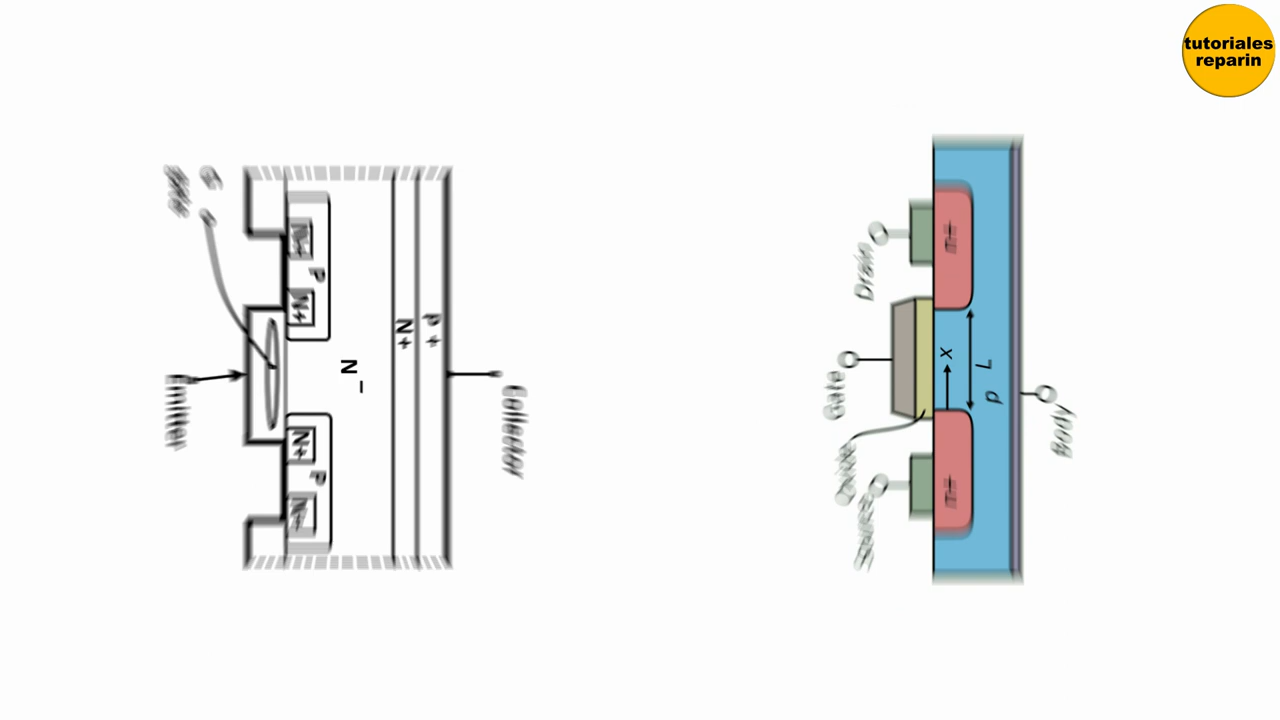 tutoriales
reparin
N+
P
N+
N
-
N+
P
N+
P+
Emitter
Collector
Drain
n+
Gate
x
L
p
Source
n+
Body